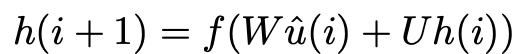 h(i + 1) = f(Wû(i) + Uh(i))